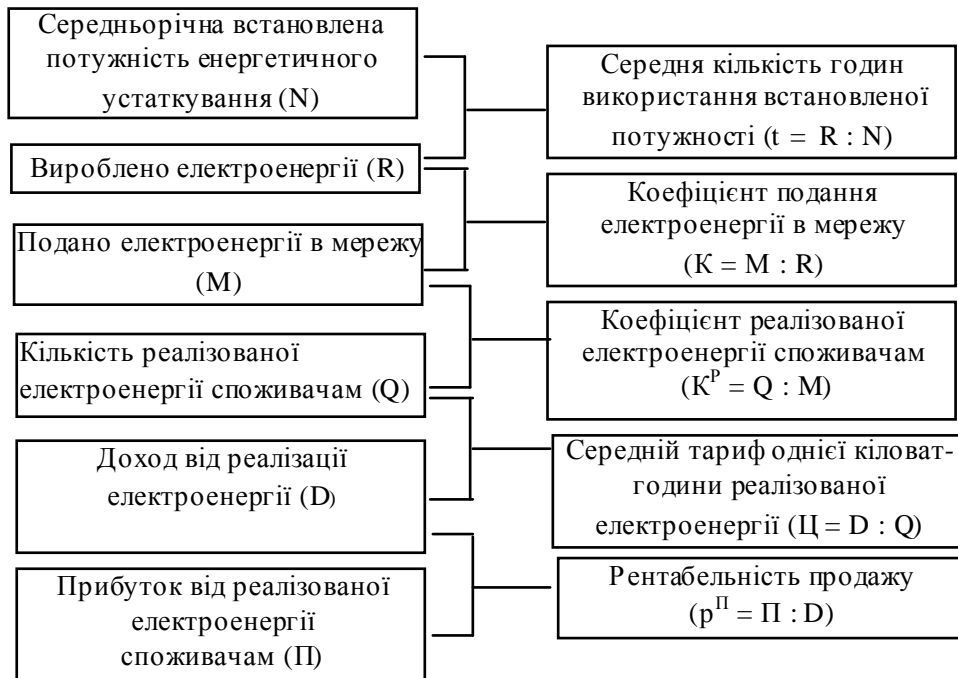 Середньорічна встановлена
потужність енергетичного
устаткування (N)
Вироблено електроенергії (R)
Подано електроенергії в мережу
(М)
Кількість реалізованої
електроенергії споживачам (Q)
Доход від реалізації
електроенергії (D)
Прибуток від реалізованої
електроенергії
споживачам (П)
Середня кількість годин
використання встановленої
потужності (t = R : N)
Коефіцієнт подання
електроенергії в мережу
(К = М : R)
Коефіцієнт реалізованої
електроенергії споживачам
(К^Р = Q : М)
Середній тариф однієї кіловат-
години реалізованої
електроенергії (Ц = D : Q)
Рентабельність продажу
(р^П = П : D)